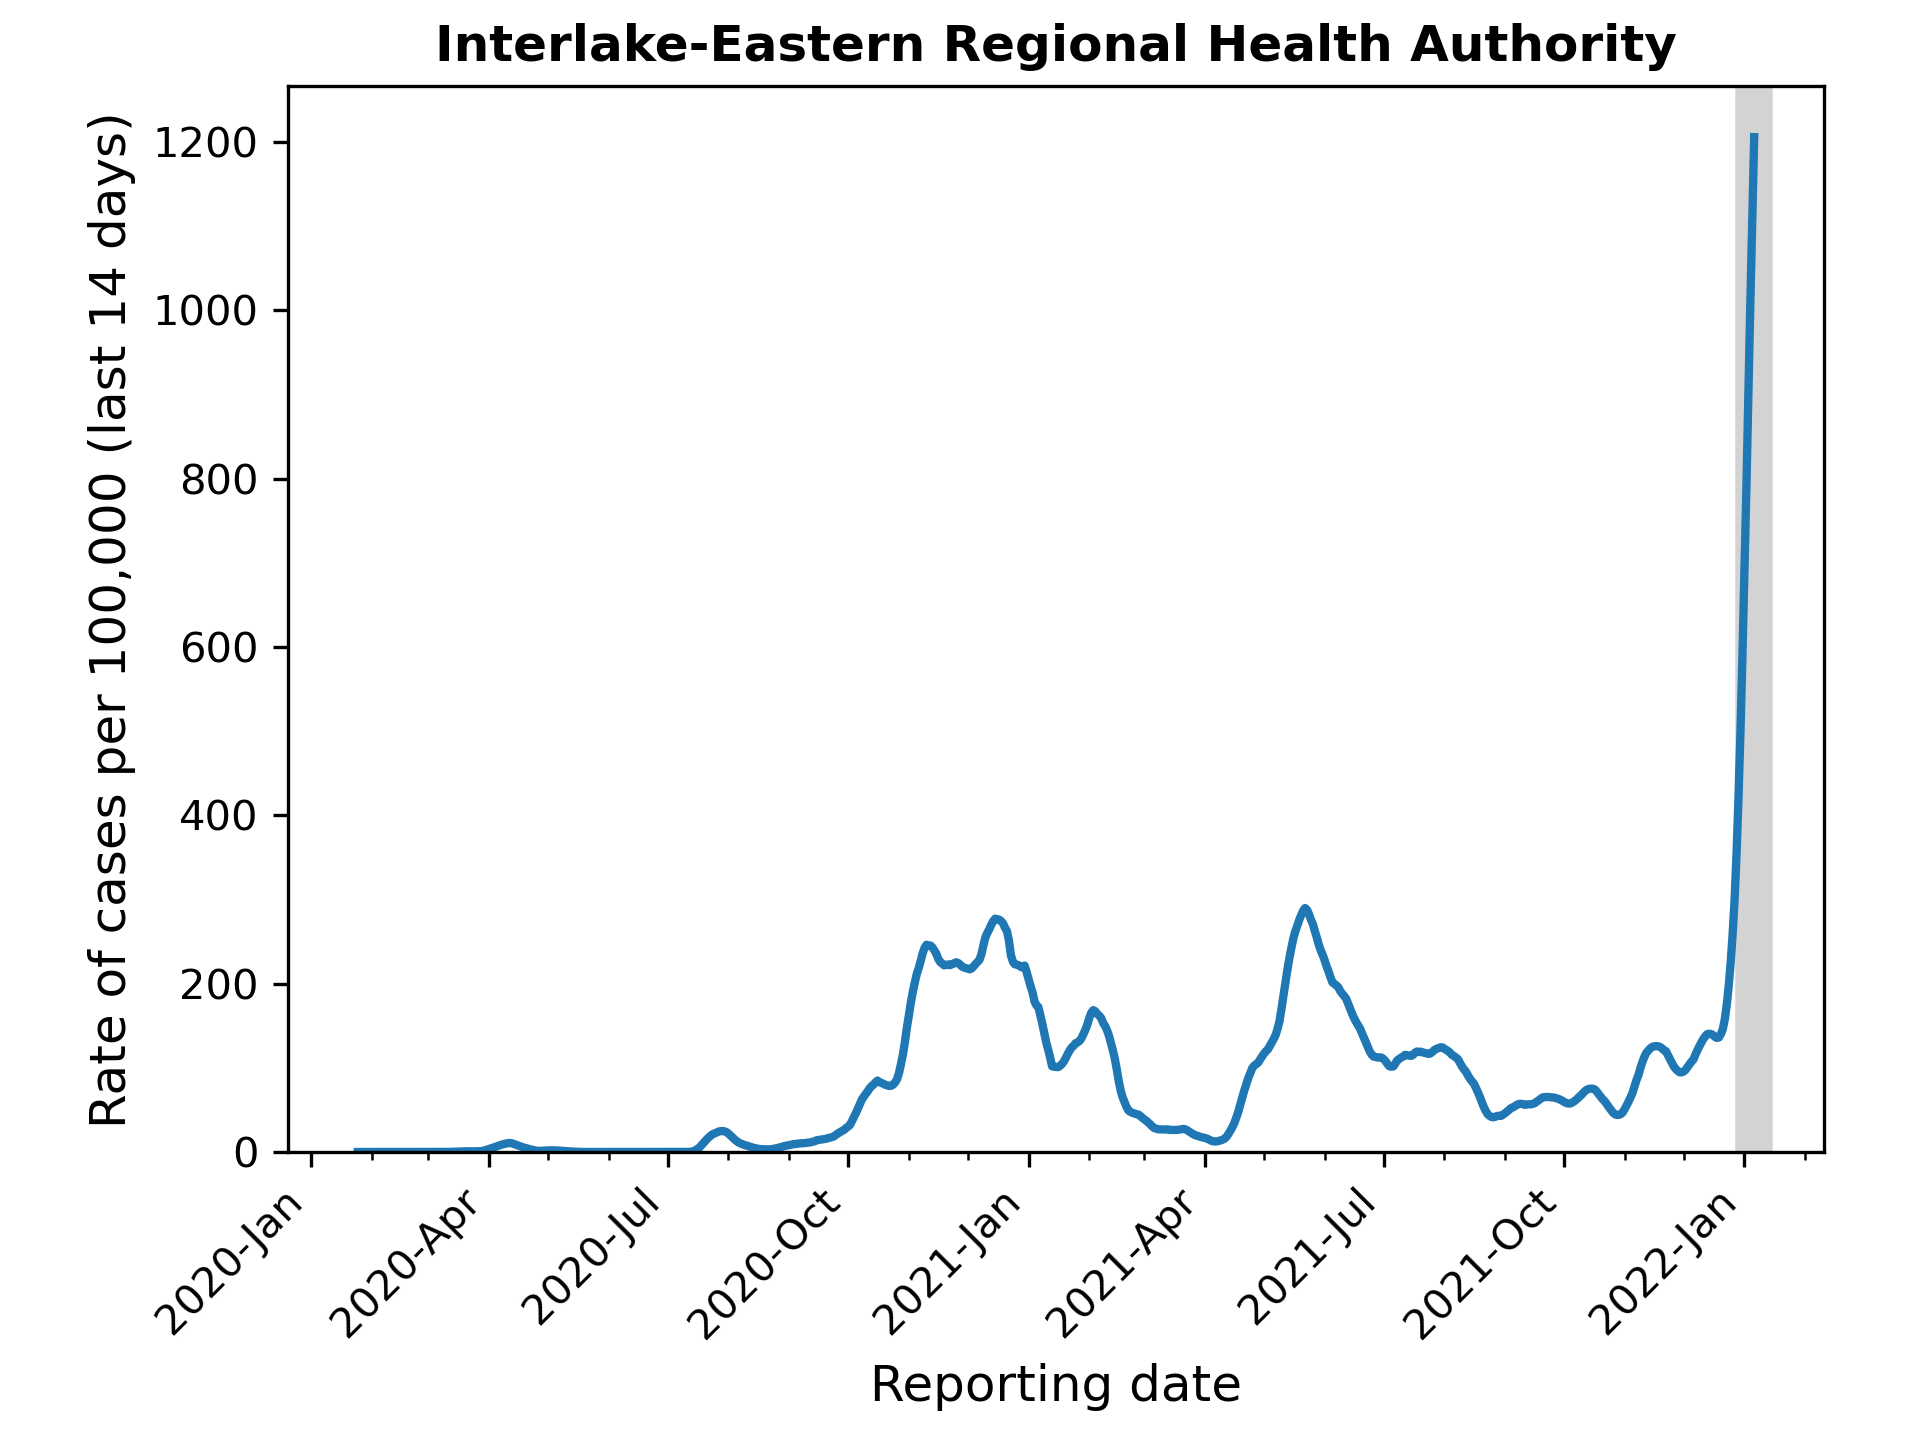 Interlake-Eastern Regional Health Authority
Rate of cases per 100,000 (last 14 days)
1200
1000
800
600
400
200
0
2020-Jan
2020-Apr
2020-Jul
2020-Oct
2021-Jan
2021-Apr
2021-Jul
2021-Oct
2022-Jan
Reporting date